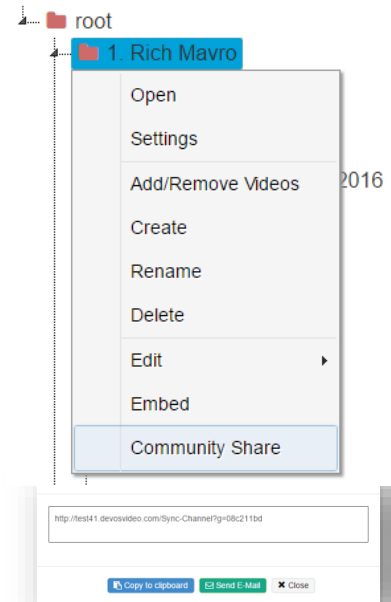 root
1. Rich Mavro
Open
Settings
Add/Remove Videos
2016
Create
Rename
Delete
Edit
Embed
Community Share
http://test41.devosvideo.com/Sync-Channel?g=08c211bd
Copy to clipboard
Send E-Mail
Close